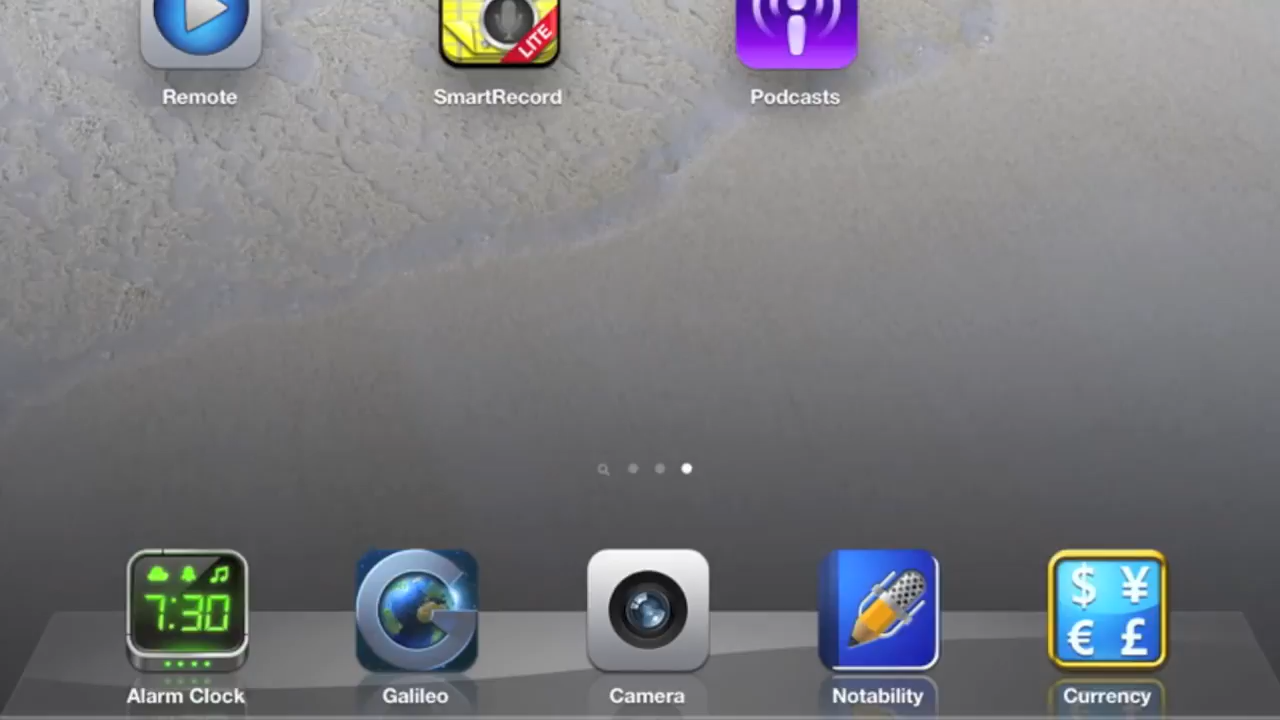 LITE
Remote SmartRecord Podcasts
7:30
$ ¥
€ £
Alarm Clock Galileo Camera Notability Currency